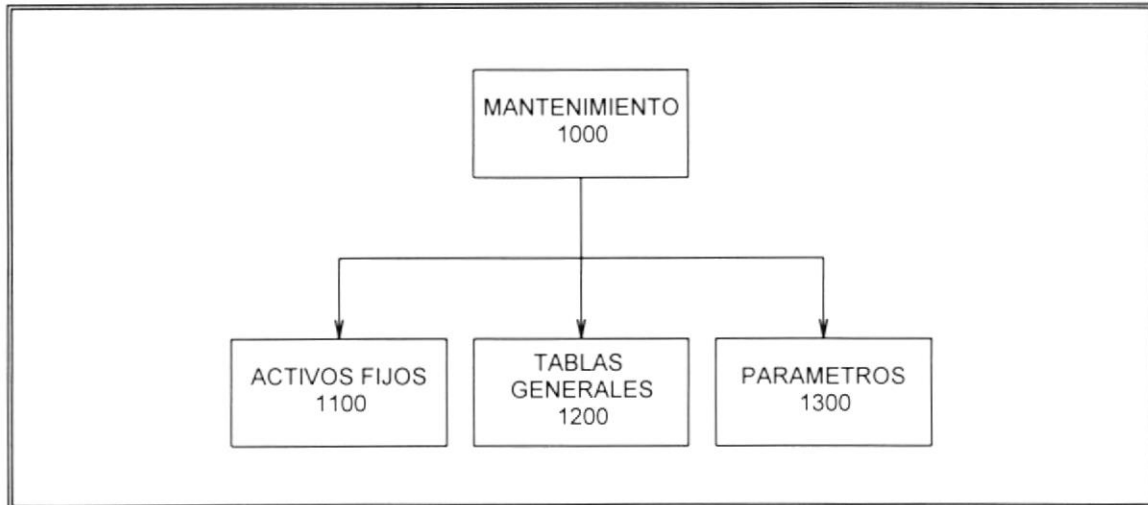 MANTENIMIENTO
1000
ACTIVOS FIJOS
1100
TABLAS
GENERALES
1200
PARAMETROS
1300